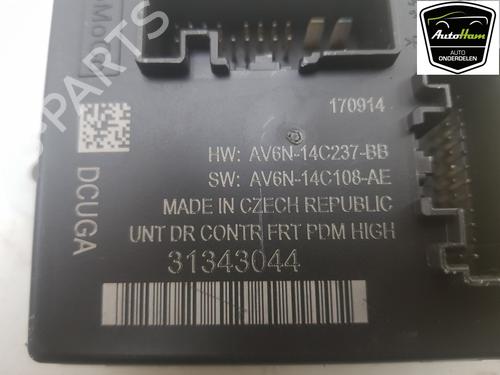 AutoHam
AUTO
ONDERDELEN
PARTS
170914
HW: AV6N-14C237-BB
SW: AV6N-14C108-AE
MADE IN CZECH REPUBLIC
UNT DR CONTR FRT PDM HIGH
31343044
DCUGA